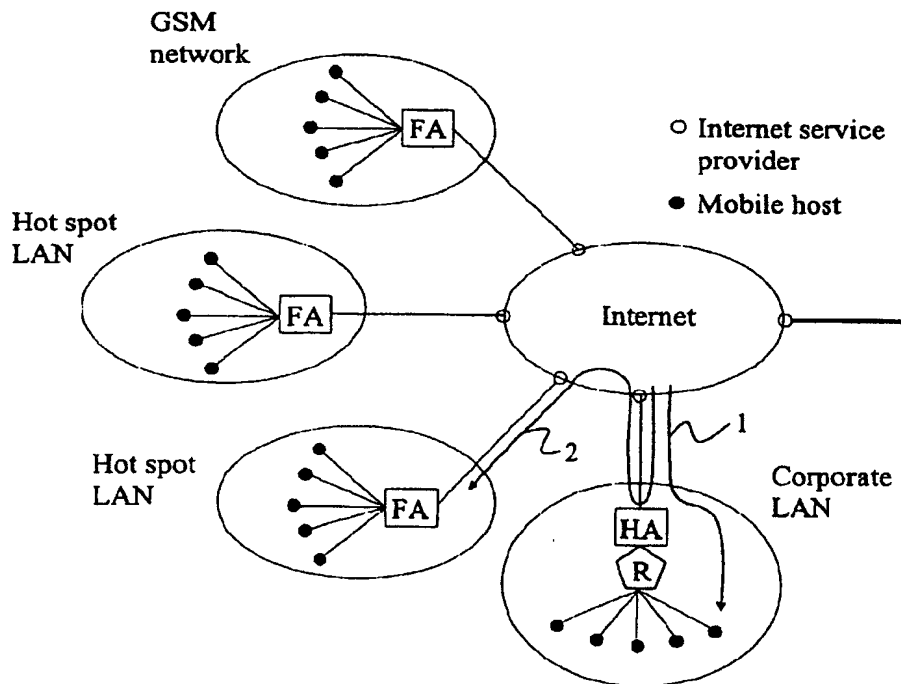 GSM
network
FA
Internet service
provider
Mobile host
Hot spot
LAN
FA
Internet
1
2
Hot spot
LAN
FA
Corporate
LAN
HA
R